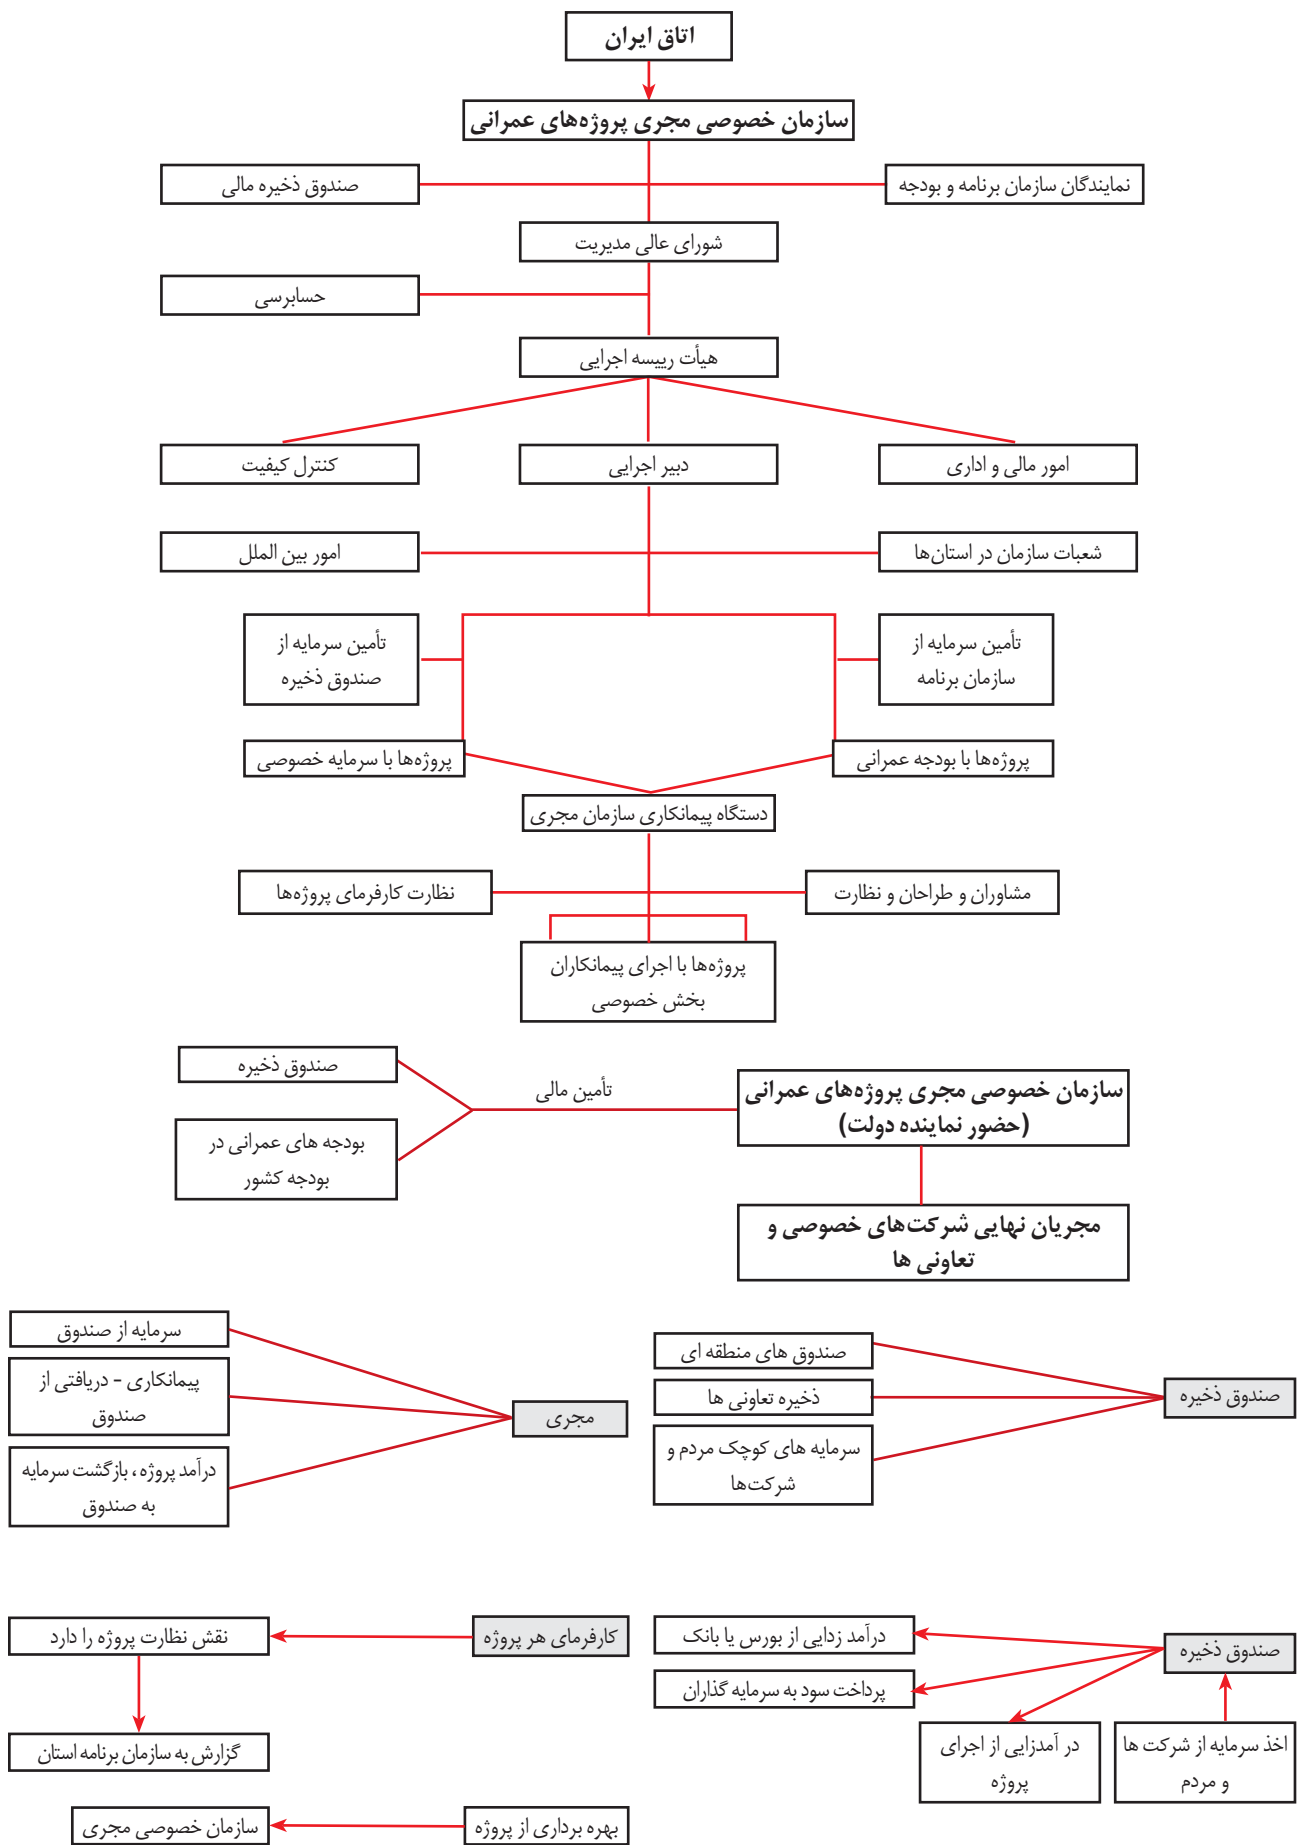 اتاق ایران
سازمان خصوصی مجری پروژه‌های عمرانی
نمایندگان سازمان برنامه و بودجه
صندوق ذخیره مالی
شورای عالی مدیریت
حسابرسی
هیأت رییسه اجرایی
امور مالی و اداری
دبیر اجرایی
کنترل کیفیت
شعبات سازمان در استان‌ها
امور بین الملل
تأمین سرمایه از
سازمان برنامه
تأمین سرمایه از
صندوق ذخیره
پروژه‌ها با بودجه عمرانی
پروژه‌ها با سرمایه خصوصی
دستگاه پیمانکاری سازمان مجری
مشاوران و طراحان و نظارت
نظارت کارفرمای پروژه‌ها
پروژه‌ها با اجرای پیمانکاران
بخش خصوصی
سازمان خصوصی مجری پروژه‌های عمرانی
(حضور نماینده دولت)
تأمین مالی
صندوق ذخیره
بودجه های عمرانی در
بودجه کشور
مجریان نهایی شرکت‌های خصوصی و
تعاونی ها
صندوق ذخیره
صندوق های منطقه ای
ذخیره تعاونی ها
سرمایه های کوچک مردم و
شرکت‌ها
مجری
سرمایه از صندوق
پیمانکاری - دریافتی از
صندوق
درآمد پروژه، بازگشت سرمایه
به صندوق
صندوق ذخیره
درآمد زدایی از بورس یا بانک
پرداخت سود به سرمایه گذاران
در آمدزایی از اجرای
پروژه
اخذ سرمایه از شرکت ها
و مردم
کارفرمای هر پروژه
نقش نظارت پروژه را دارد
گزارش به سازمان برنامه استان
بهره برداری از پروژه
سازمان خصوصی مجری